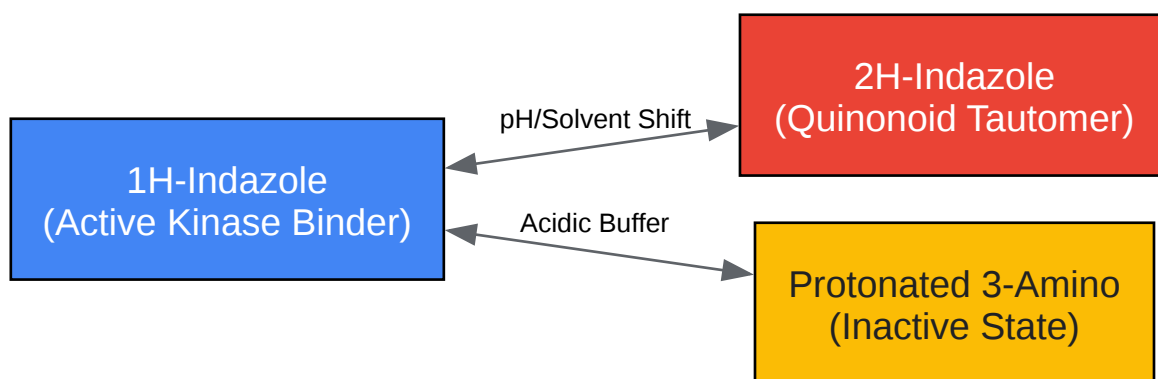 1H-Indazole
(Active Kinase Binder)
pH/Solvent Shift
2H-Indazole
(Quinonoid Tautomer)
Acidic Buffer
Protonated 3-Amino
(Inactive State)